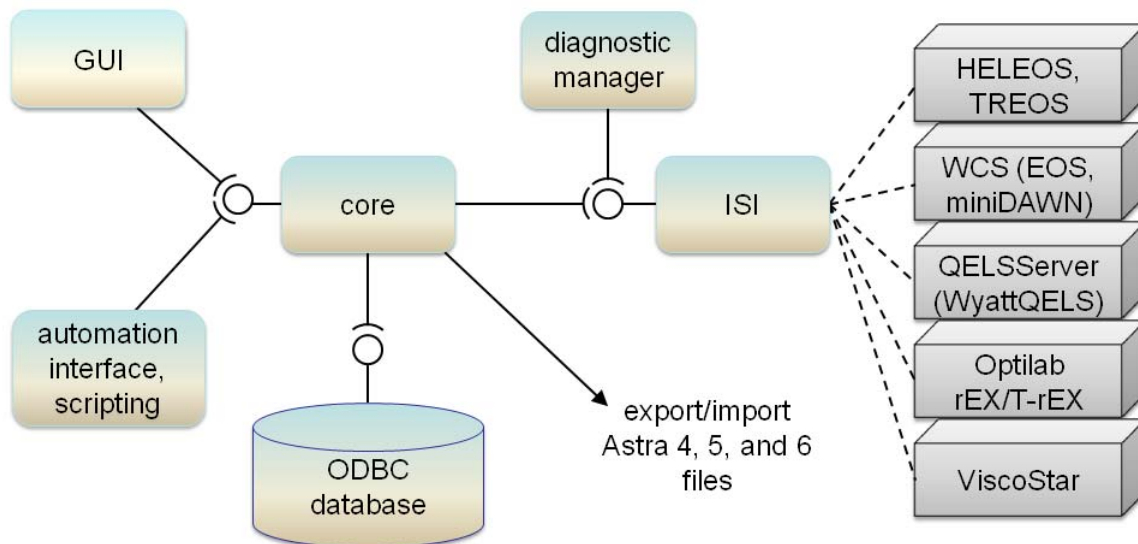 GUI
diagnostic
manager
HELEOS,
TREOS
WCS (EOS,
miniDAWN)
core
ISI
QELSServer
(WyattQELS)
automation
interface,
scripting
Optilab
rEX/T-rEX
export/import
Astra 4, 5, and 6
files
ODBC
database
ViscoStar